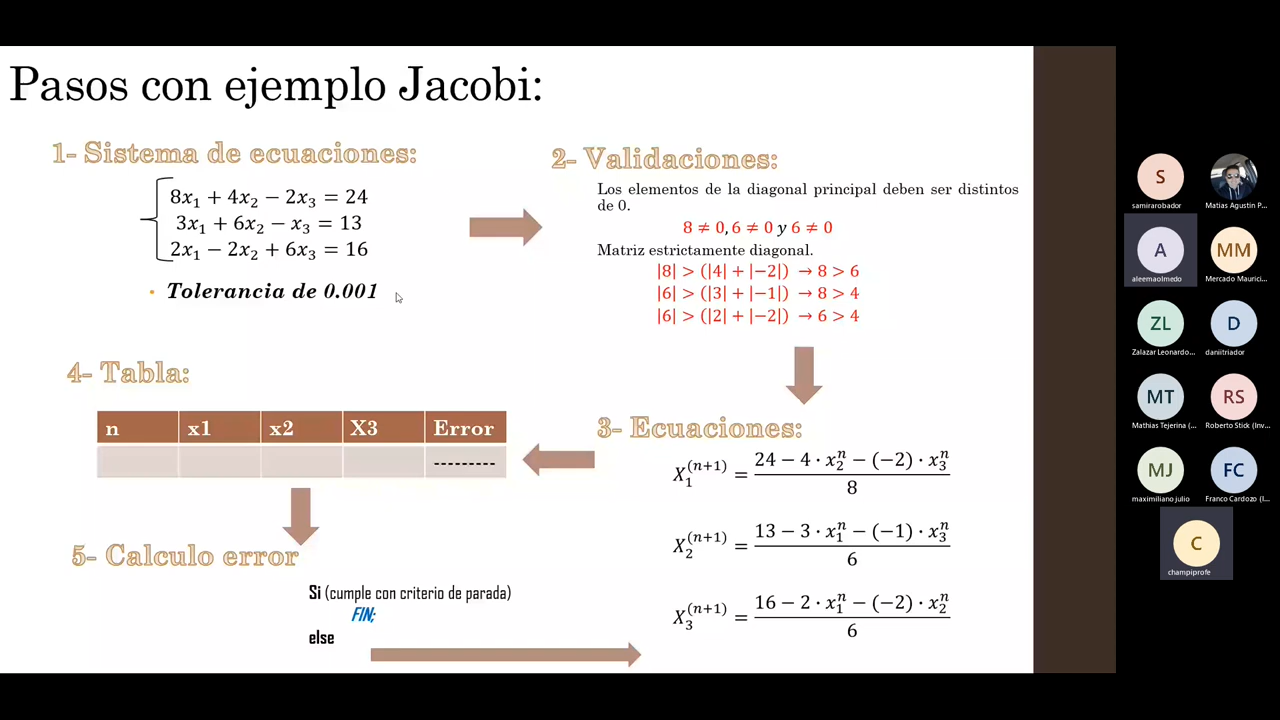 Pasos con ejemplo Jacobi:
1- Sistema de ecuaciones:
8x₁ + 4x₂ − 2x₃ = 24
3x₁ + 6x₂ − x₃ = 13
2x₁ − 2x₂ + 6x₃ = 16
• Tolerancia de 0.001
2- Validaciones:
Los elementos de la diagonal principal deben ser distintos
de 0.
8 ≠ 0, 6 ≠ 0 y 6 ≠ 0
Matriz estrictamente diagonal.
|8| > (|4| + |−2|) → 8 > 6
|6| > (|3| + |−1|) → 8 > 4
|6| > (|2| + |−2|) → 6 > 4
3- Ecuaciones:
X₁^(n+1) = (24 − 4 · x₂ⁿ − (−2) · x₃ⁿ) / 8
X₂^(n+1) = (13 − 3 · x₁ⁿ − (−1) · x₃ⁿ) / 6
X₃^(n+1) = (16 − 2 · x₁ⁿ − (−2) · x₂ⁿ) / 6
4- Tabla:
n x1 x2 X3 Error
---------
5- Calculo error
Si (cumple con criterio de parada)
FIN;
else
S
samirarobador
Matias Agustin P...
A
aleemaolmedo
MM
Mercado Maurici...
ZL
Zalazar Leonardo...
D
daniitriador
MT
Mathias Tejerina (...
RS
Roberto Stick (Inv...
MJ
maximiliano julio
FC
Franco Cardozo (I...
C
champiprofe